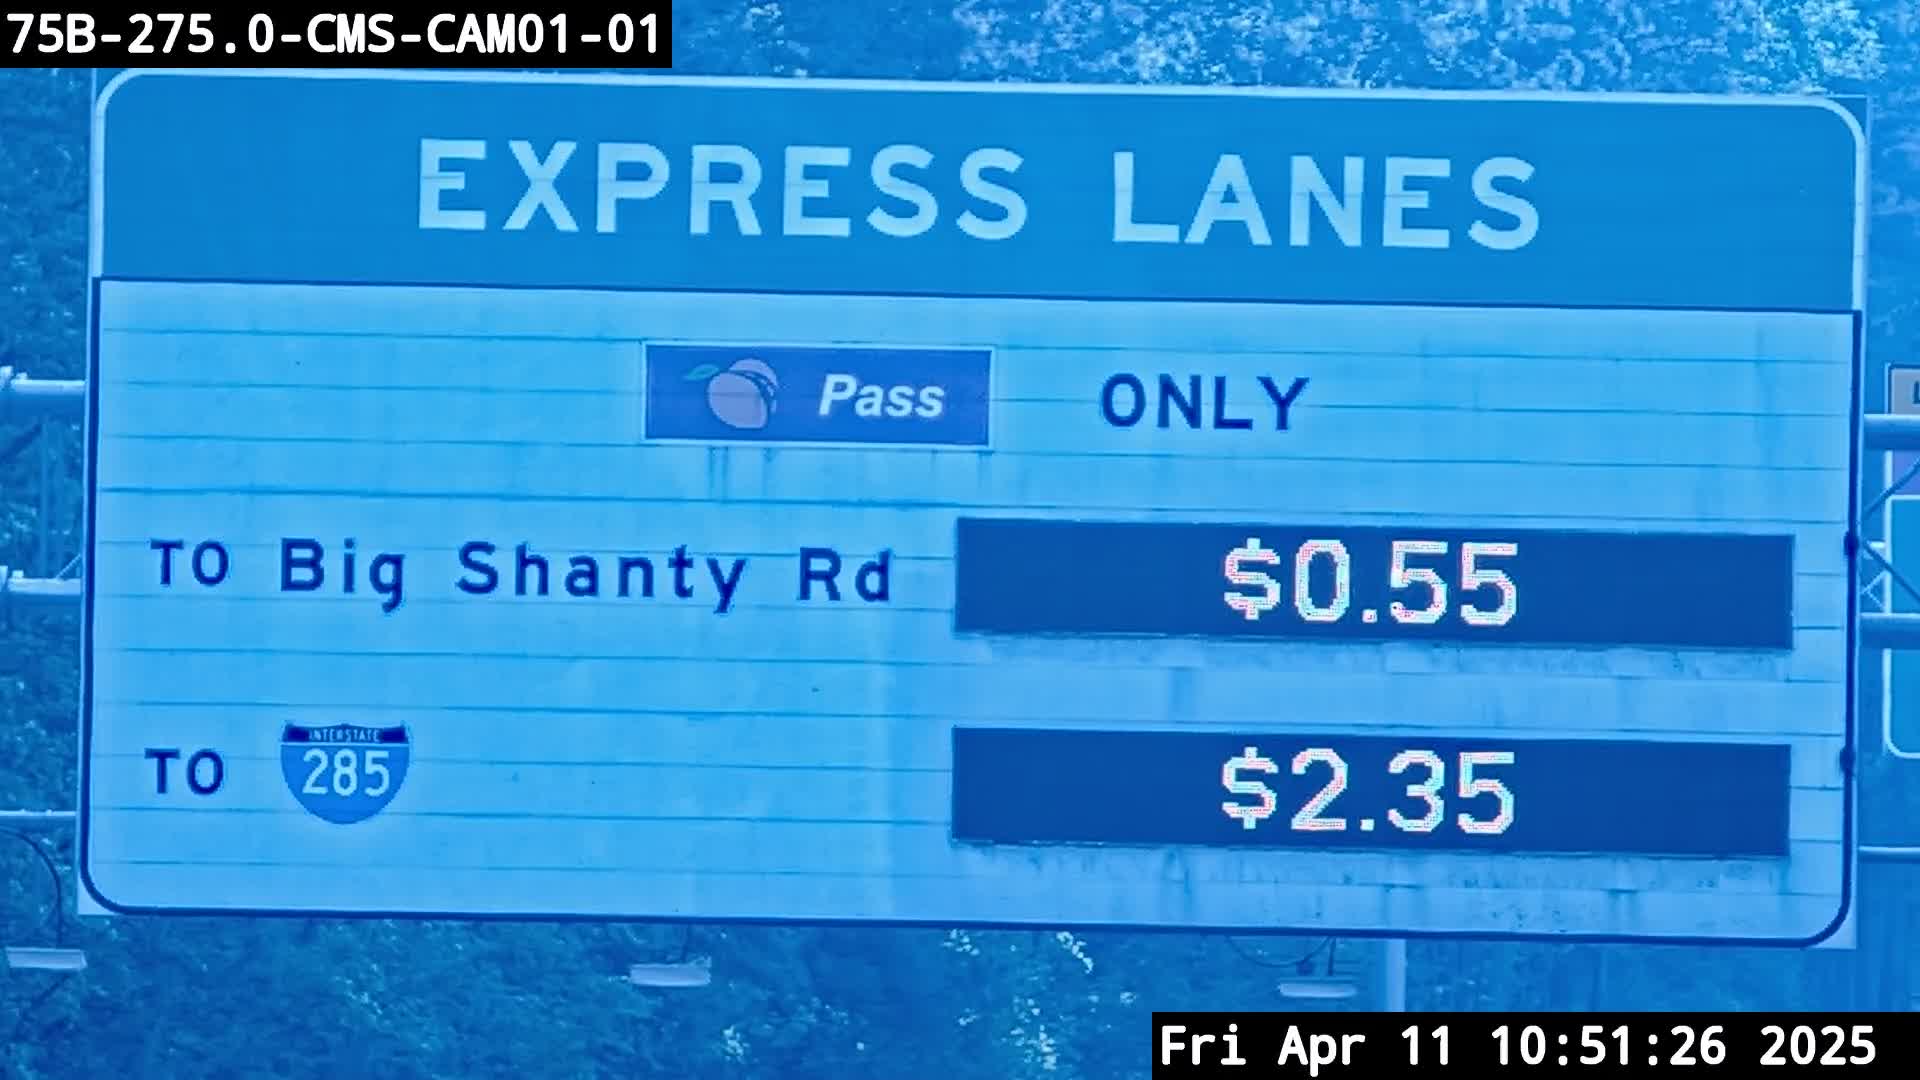 75B-275.0-CMS-CAM01-01
EXPRESS LANES
Pass ONLY
TO Big Shanty Rd $0.55
TO INTERSTATE 285 $2.35
Fri Apr 11 10:51:26 2025